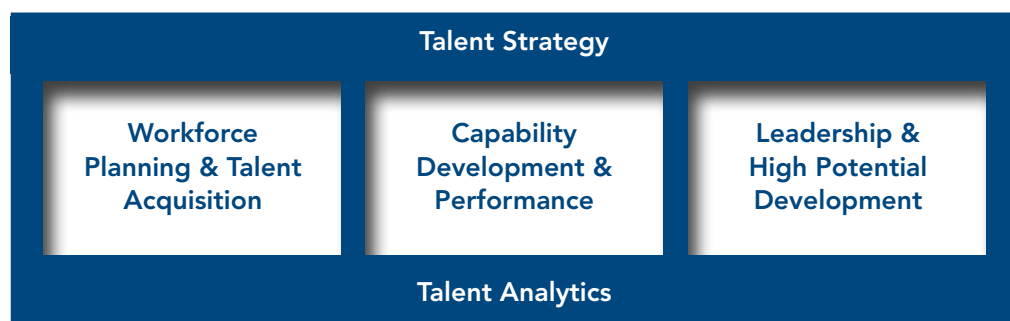 Talent Strategy
Workforce
Planning & Talent
Acquisition
Capability
Development &
Performance
Leadership &
High Potential
Development
Talent Analytics